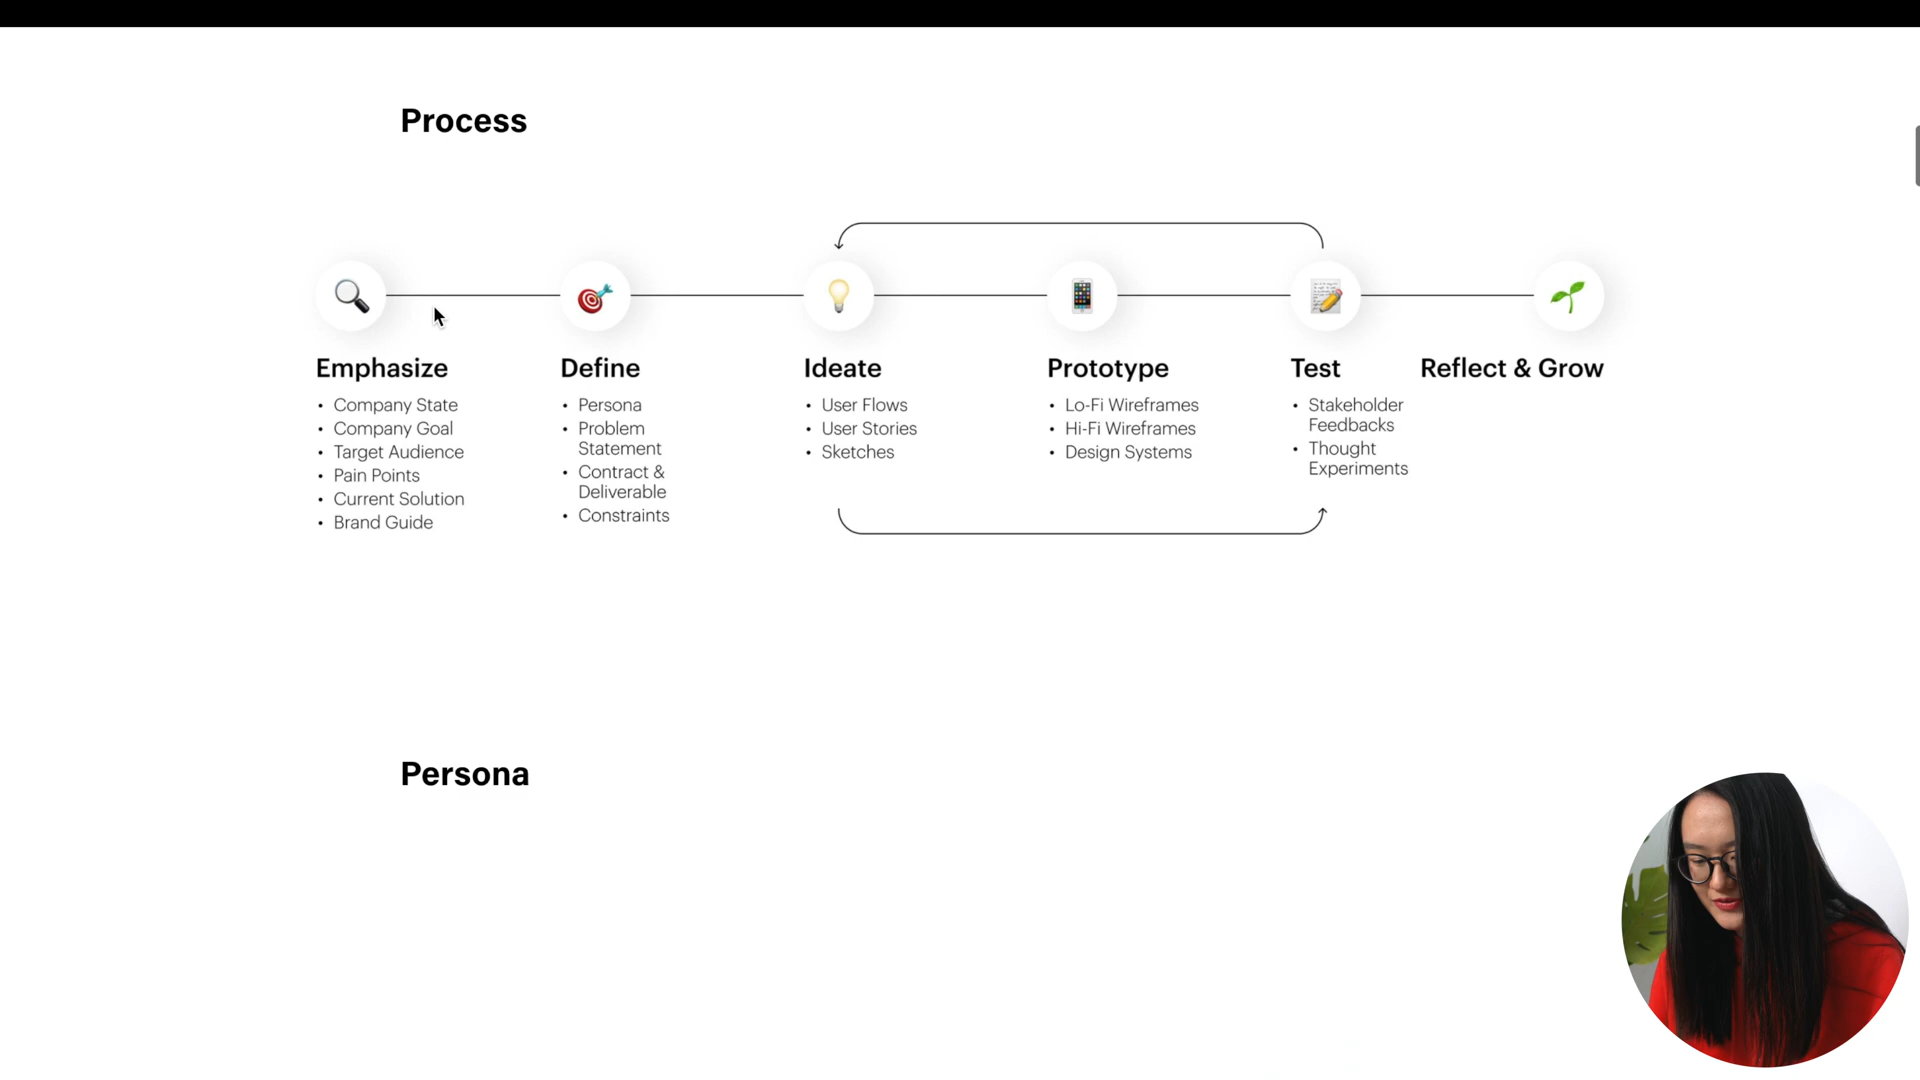 Process
Emphasize
• Company State
• Company Goal
• Target Audience
• Pain Points
• Current Solution
• Brand Guide
Define
• Persona
• Problem
Statement
• Contract &
Deliverable
• Constraints
Ideate
• User Flows
• User Stories
• Sketches
Prototype
• Lo-Fi Wireframes
• Hi-Fi Wireframes
• Design Systems
Test
• Stakeholder
Feedbacks
• Thought
Experiments
Reflect & Grow
Persona